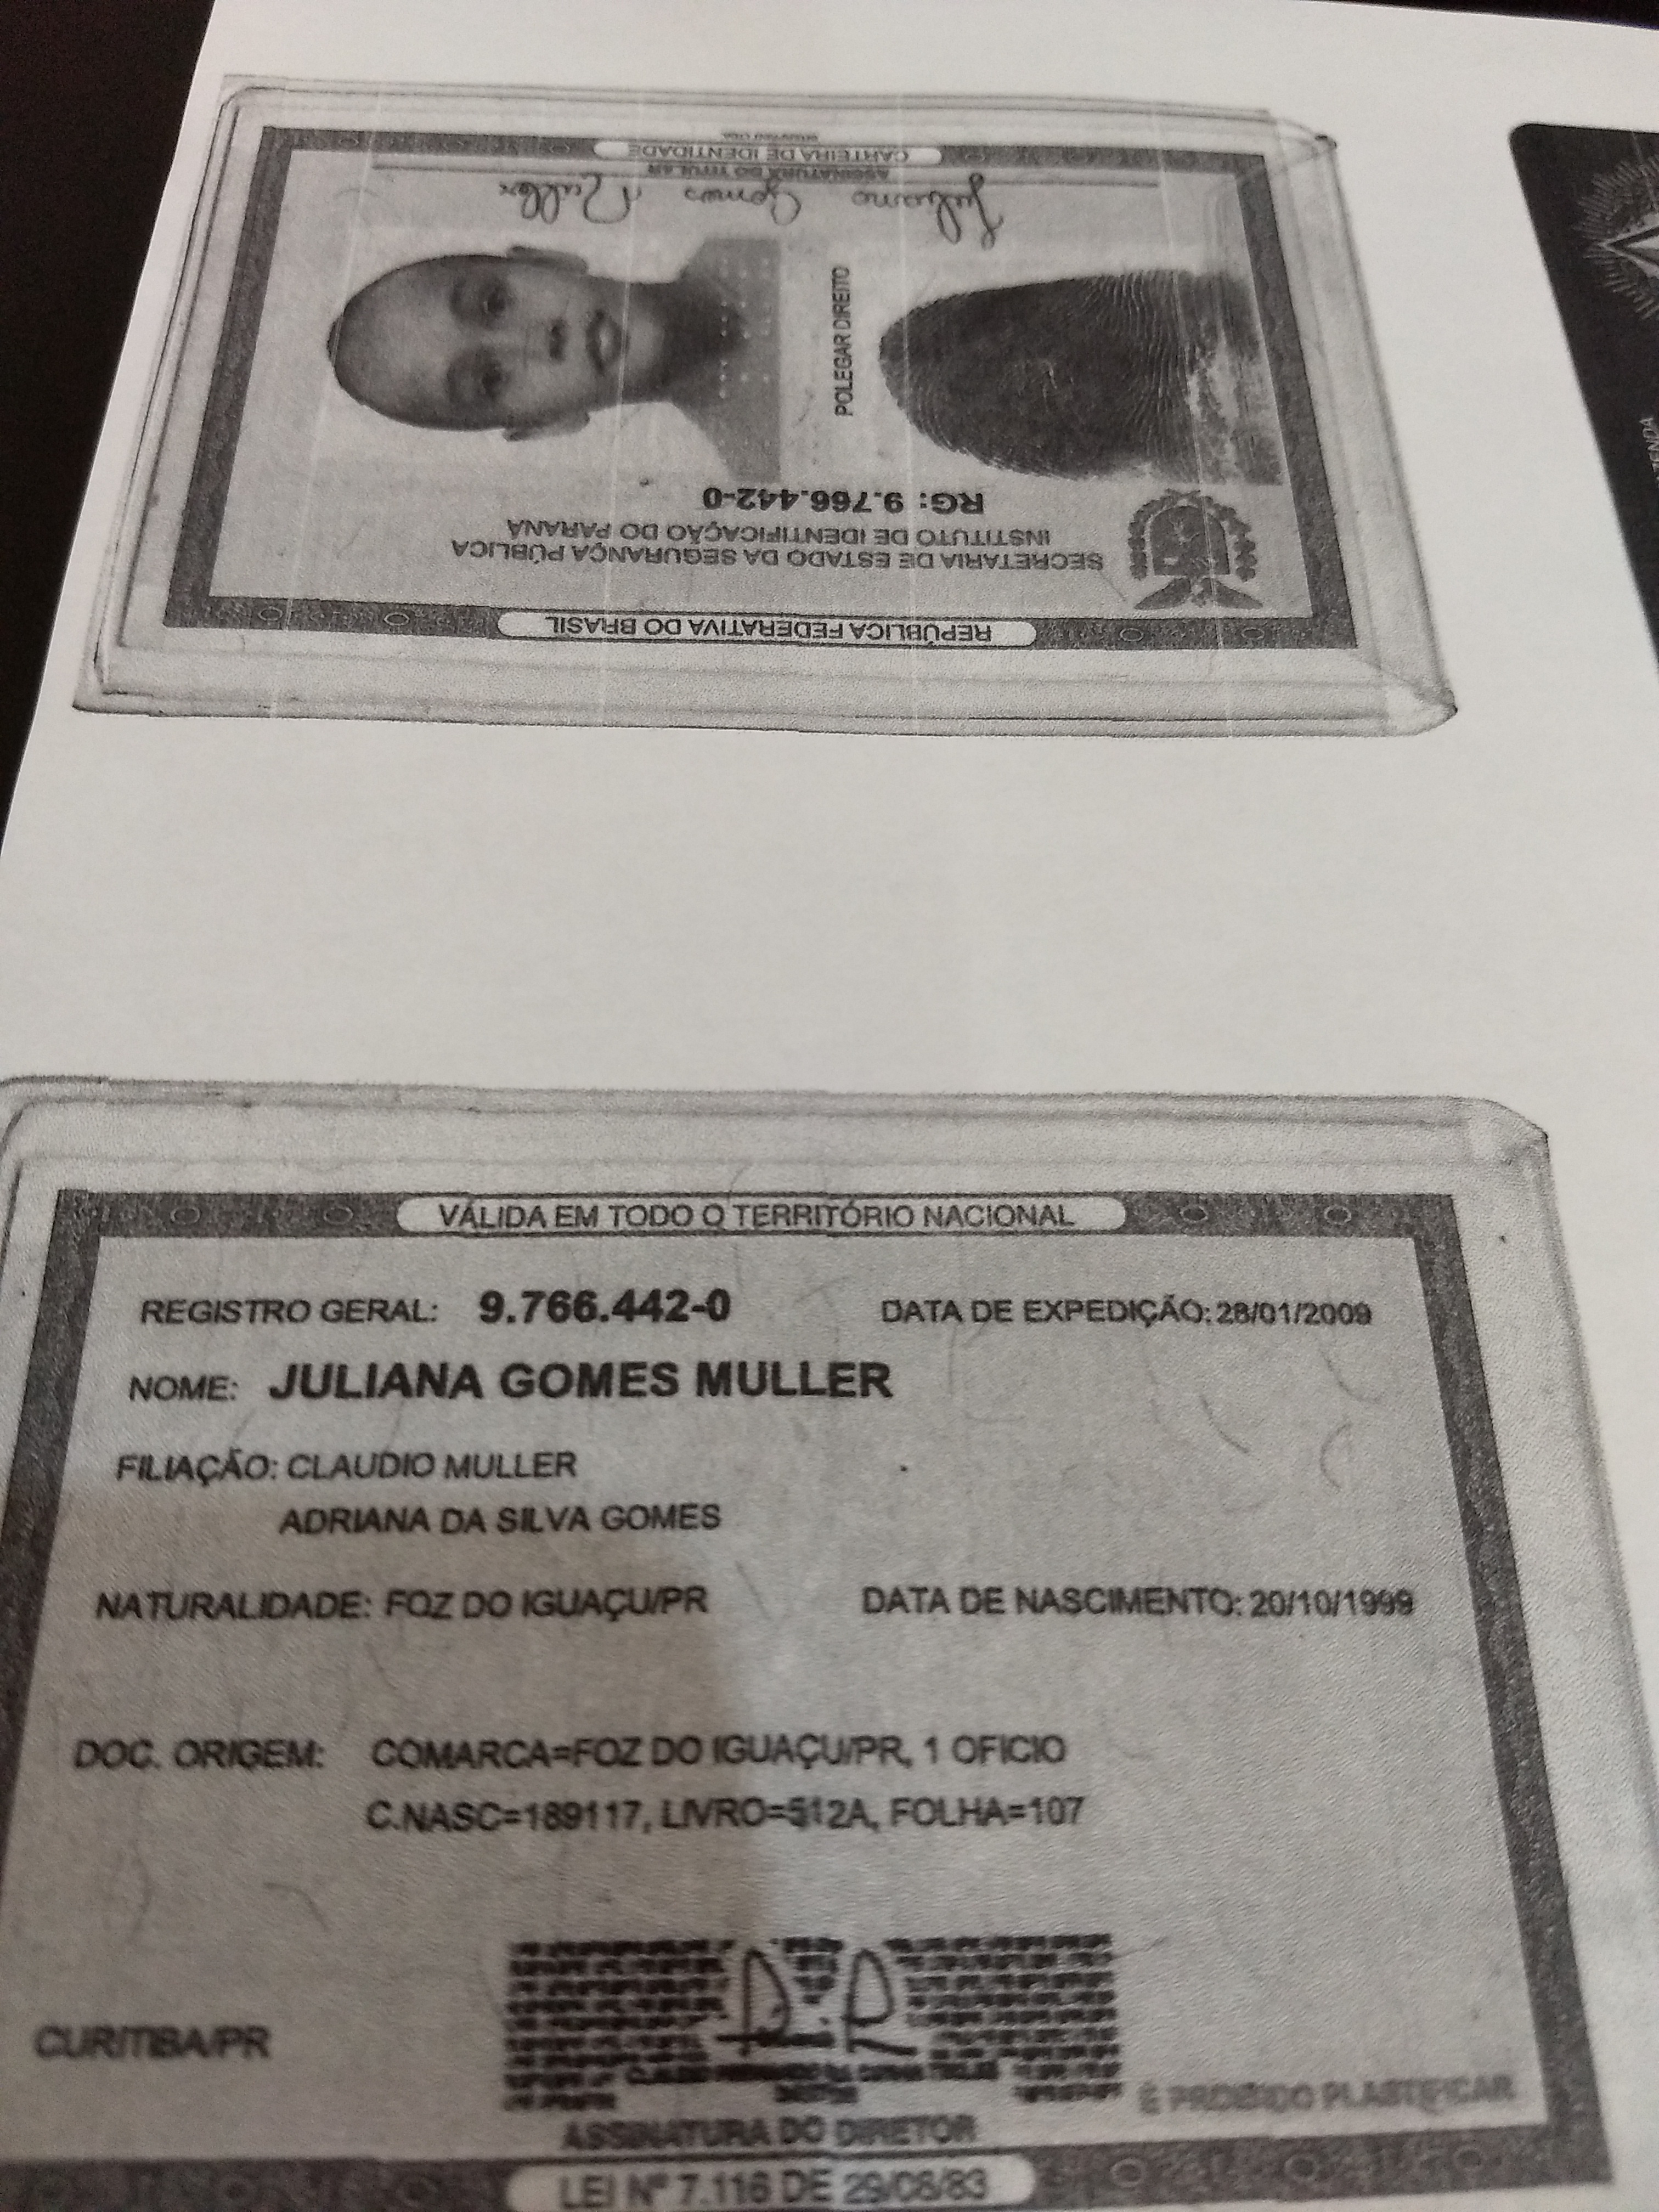 REPÚBLICA FEDERATIVA DO BRASIL
SECRETARIA DE ESTADO DA SEGURANÇA PÚBLICA
INSTITUTO DE IDENTIFICAÇÃO DO PARANÁ
RG: 9.766.442-0
POLEGAR DIREITO
Juliana Gomes Muller
ASSINATURA DO TITULAR
CARTEIRA DE IDENTIDADE
VÁLIDA EM TODO O TERRITÓRIO NACIONAL
REGISTRO GERAL: 9.766.442-0 DATA DE EXPEDIÇÃO: 28/01/2009
NOME: JULIANA GOMES MULLER
FILIAÇÃO: CLAUDIO MULLER
ADRIANA DA SILVA GOMES
NATURALIDADE: FOZ DO IGUAÇU/PR DATA DE NASCIMENTO: 20/10/1999
DOC. ORIGEM: COMARCA=FOZ DO IGUAÇU/PR, 1 OFICIO
C.NASC=189117, LIVRO=512A, FOLHA=107
CURITIBA/PR
ASSINATURA DO DIRETOR
É PROIBIDO PLASTIFICAR
LEI Nº 7.116 DE 29/08/83